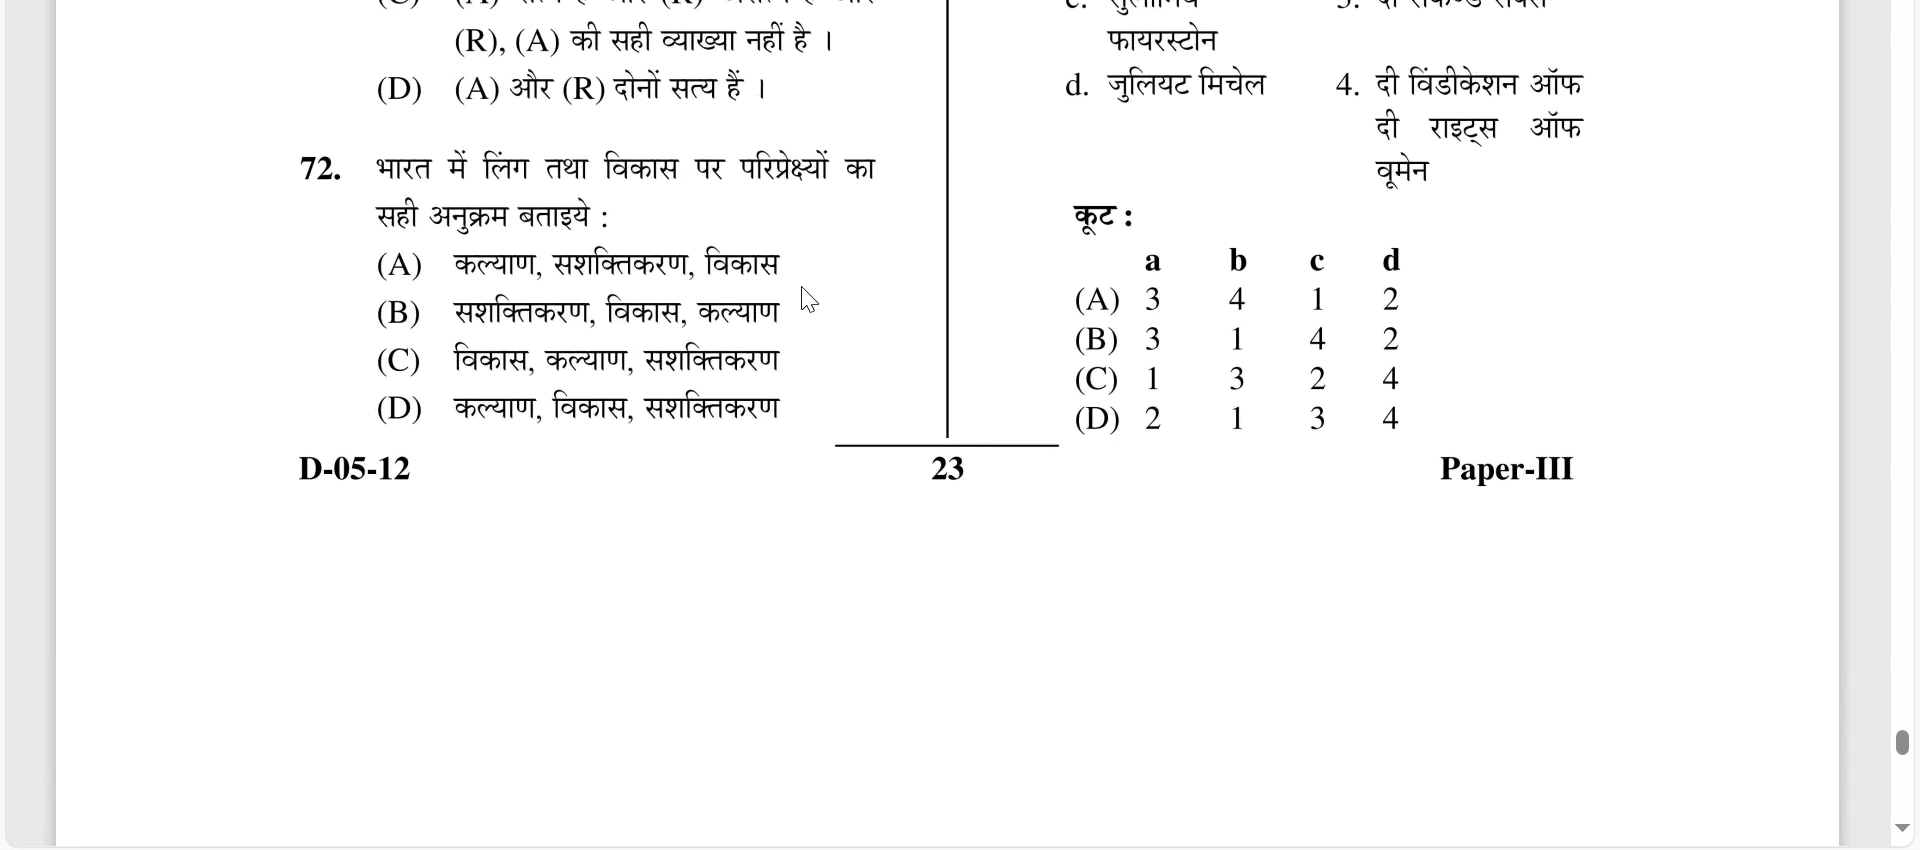 (R), (A) की सही व्याख्या नहीं है ।
(D) (A) और (R) दोनों सत्य हैं ।
72. भारत में लिंग तथा विकास पर परिप्रेक्ष्यों का
सही अनुक्रम बताइये :
(A) कल्याण, सशक्तिकरण, विकास
(B) सशक्तिकरण, विकास, कल्याण
(C) विकास, कल्याण, सशक्तिकरण
(D) कल्याण, विकास, सशक्तिकरण
फायरस्टोन
d. जुलियट मिचेल 4. दी विंडीकेशन ऑफ
दी राइट्स ऑफ
वूमेन
कूट :
a b c d
(A) 3 4 1 2
(B) 3 1 4 2
(C) 1 3 2 4
(D) 2 1 3 4
D-05-12 23 Paper-III